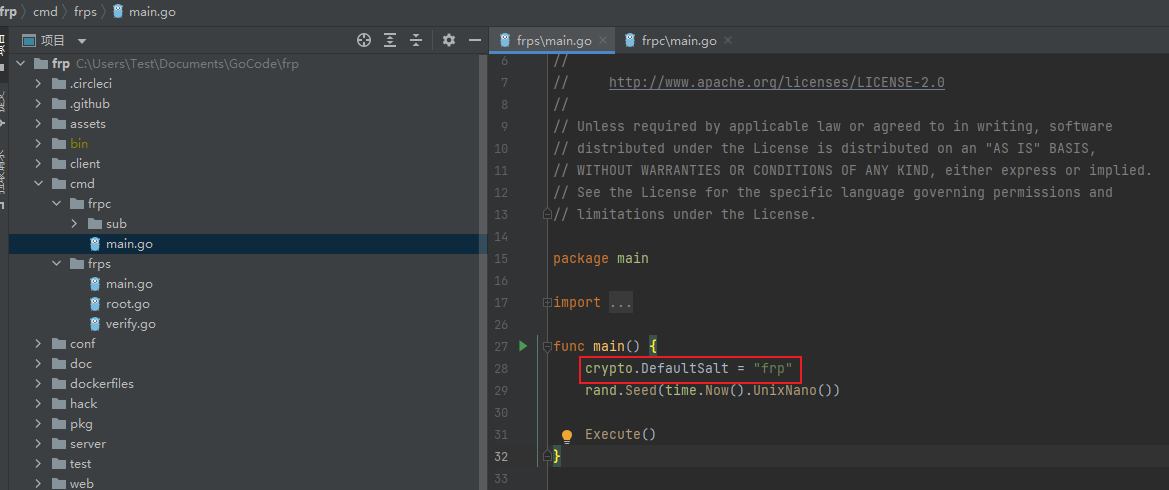 frp cmd frps main.go
项目
frps\main.go
frpc\main.go
frp C:\Users\Test\Documents\GoCode\frp
.circleci
.github
assets
bin
client
cmd
frpc
sub
main.go
frps
main.go
root.go
verify.go
conf
doc
dockerfiles
hack
pkg
server
test
web
6 //
7 // http://www.apache.org/licenses/LICENSE-2.0
8 //
9 // Unless required by applicable law or agreed to in writing, software
10 // distributed under the License is distributed on an "AS IS" BASIS,
11 // WITHOUT WARRANTIES OR CONDITIONS OF ANY KIND, either express or implied.
12 // See the License for the specific language governing permissions and
13 // limitations under the License.
14
15 package main
16
17 import ...
26
27 func main() {
28 crypto.DefaultSalt = "frp"
29 rand.Seed(time.Now().UnixNano())
30
31 Execute()
32 }
33